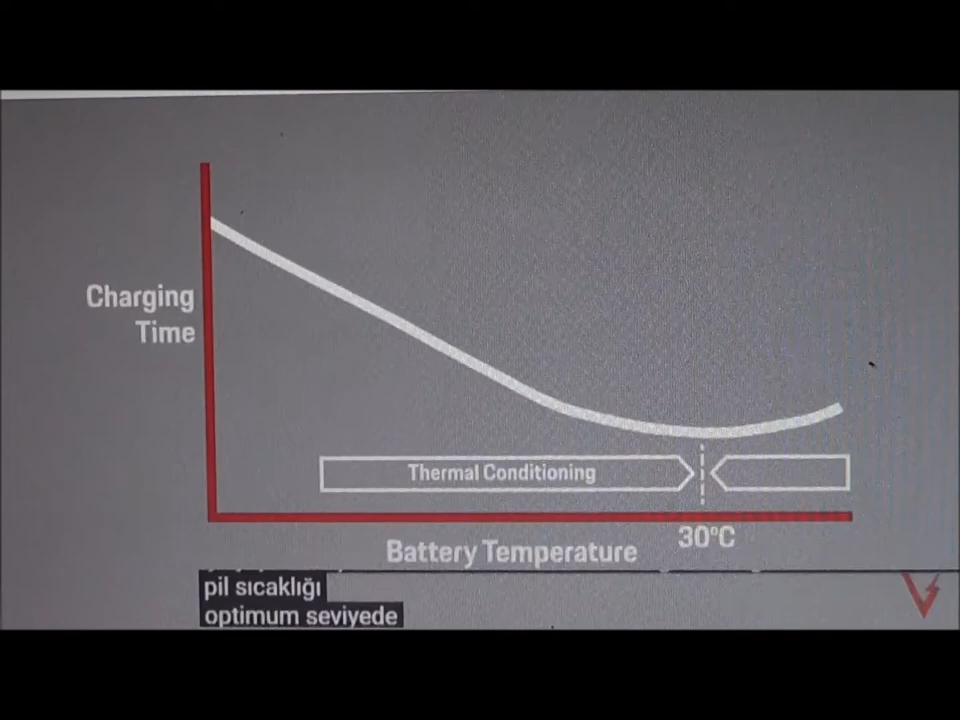 Charging
Time
Thermal Conditioning
30°C
Battery Temperature
pil sıcaklığı
optimum seviyede